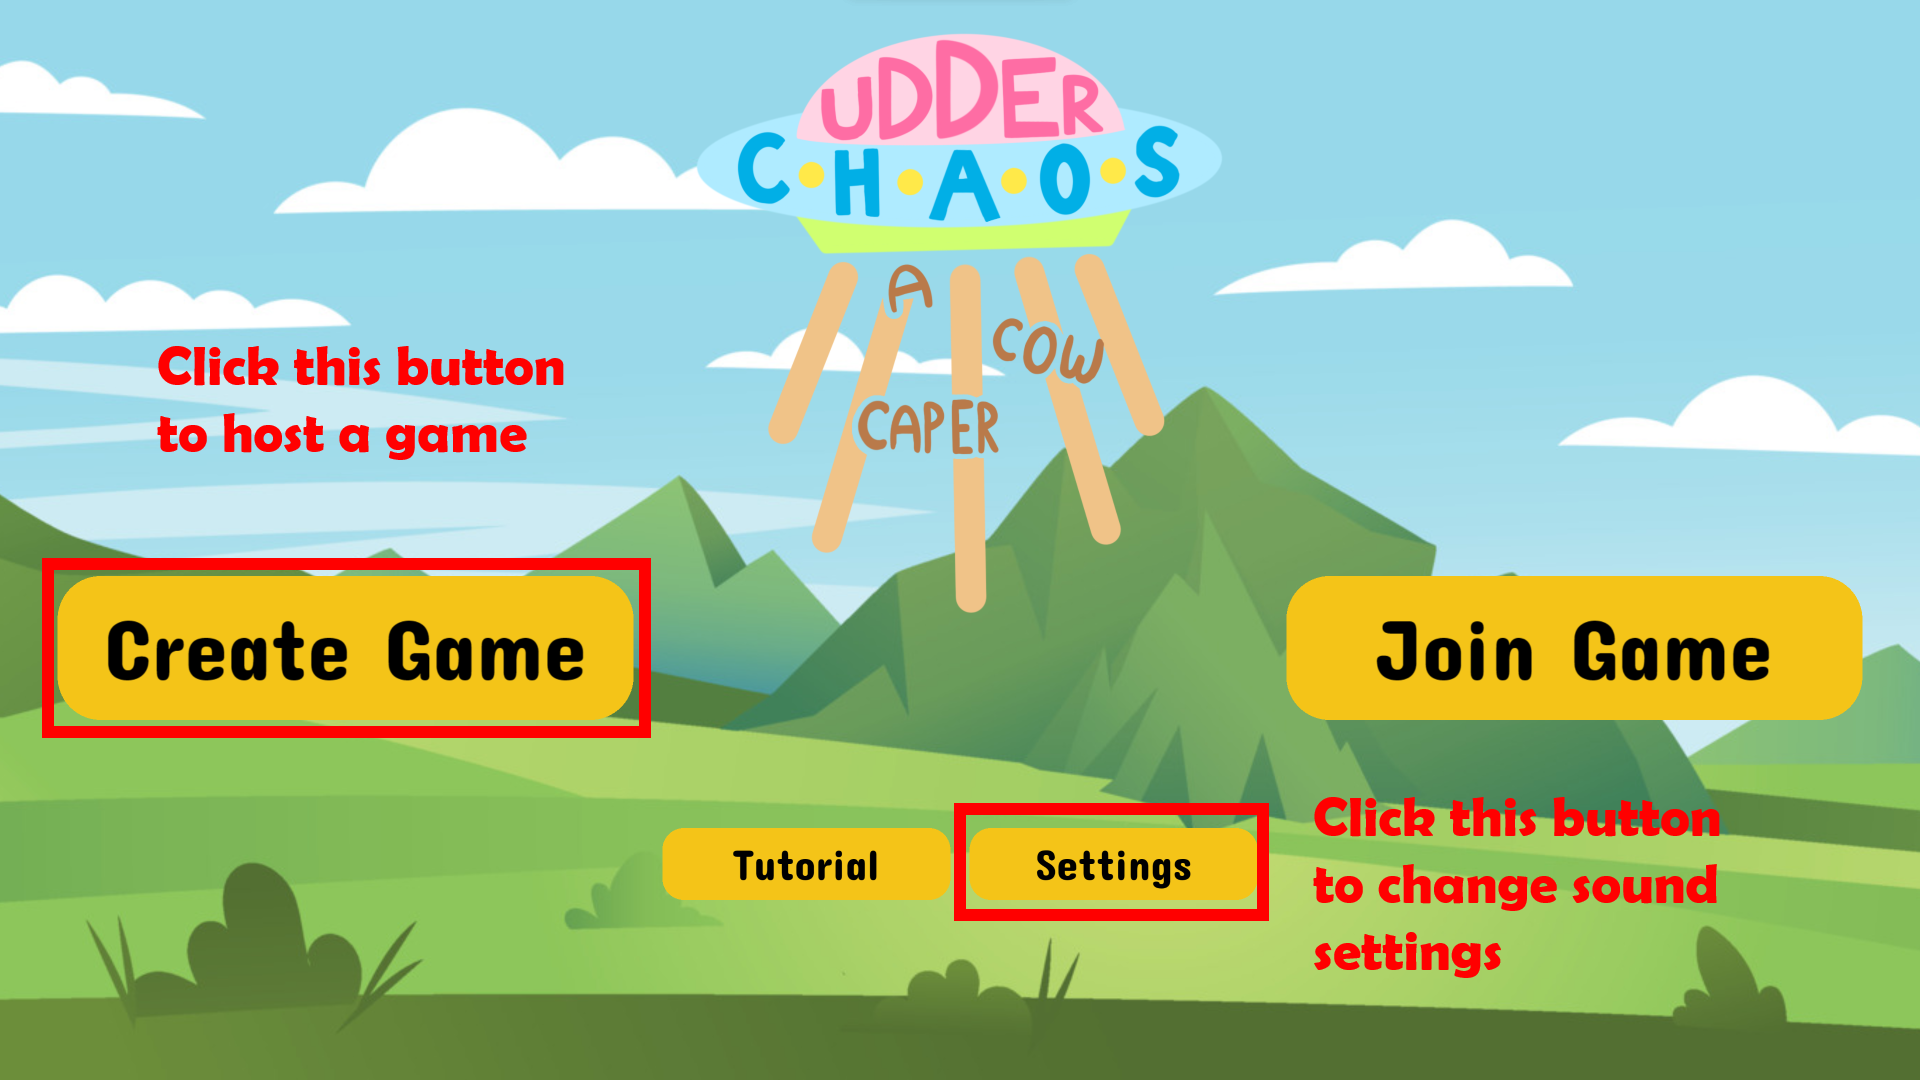 UDDER
C•H•A•O•S
A
COW
CAPER
Click this button
to host a game
Create Game
Join Game
Tutorial
Settings
Click this button
to change sound
settings